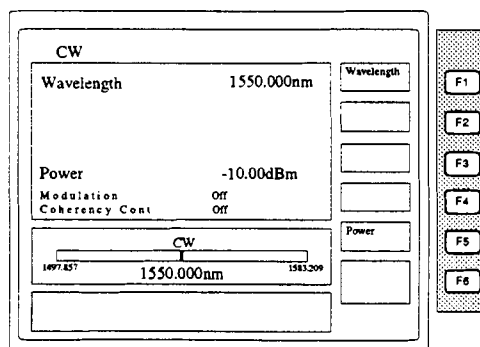 CW
Wavelength 1550.000nm
Power -10.00dBm
Modulation Off
Coherency Cont Off
CW
1497.857 1583.209
1550.000nm
Wavelength
Power
F1
F2
F3
F4
F5
F6